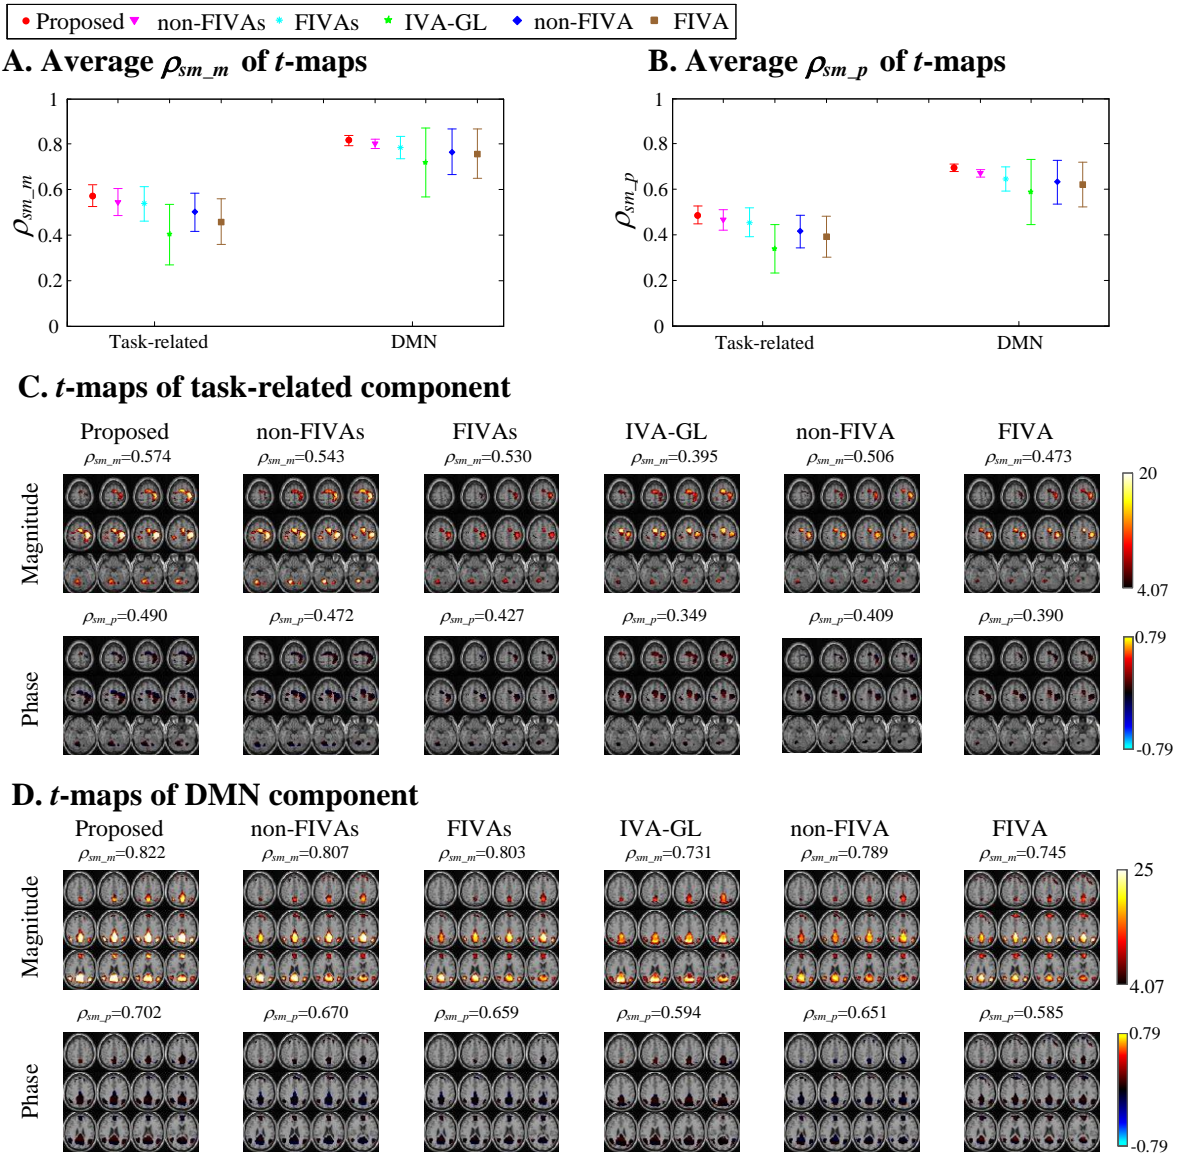 Proposed non-FIVAs FIVAs IVA-GL non-FIVA FIVA
A. Average ρsm_m of t-maps
B. Average ρsm_p of t-maps
1
0.8
0.6
0.4
0.2
0
ρsm_m
Task-related DMN
1
0.8
0.6
0.4
0.2
0
ρsm_p
Task-related DMN
C. t-maps of task-related component
Proposed non-FIVAs FIVAs IVA-GL non-FIVA FIVA
ρsm_m=0.574 ρsm_m=0.543 ρsm_m=0.530 ρsm_m=0.395 ρsm_m=0.506 ρsm_m=0.473
Magnitude
20
4.07
ρsm_p=0.490 ρsm_p=0.472 ρsm_p=0.427 ρsm_p=0.349 ρsm_p=0.409 ρsm_p=0.390
Phase
0.79
-0.79
D. t-maps of DMN component
Proposed non-FIVAs FIVAs IVA-GL non-FIVA FIVA
ρsm_m=0.822 ρsm_m=0.807 ρsm_m=0.803 ρsm_m=0.731 ρsm_m=0.789 ρsm_m=0.745
Magnitude
25
4.07
ρsm_p=0.702 ρsm_p=0.670 ρsm_p=0.659 ρsm_p=0.594 ρsm_p=0.651 ρsm_p=0.585
Phase
0.79
-0.79